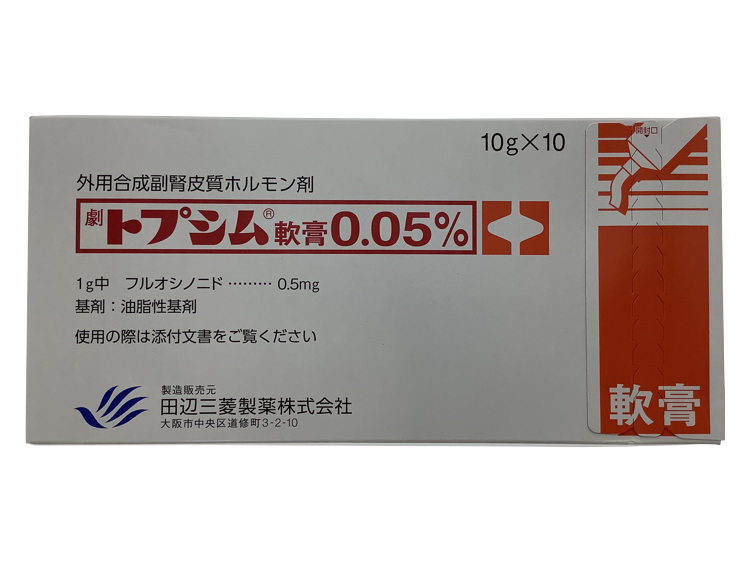 10g×10
開封口
外用合成副腎皮質ホルモン剤
劇 トプシム® 軟膏0.05%
1g中 フルオシノニド ……… 0.5mg
基剤：油脂性基剤
使用の際は添付文書をご覧ください
製造販売元
田辺三菱製薬株式会社
大阪市中央区道修町3-2-10
軟膏